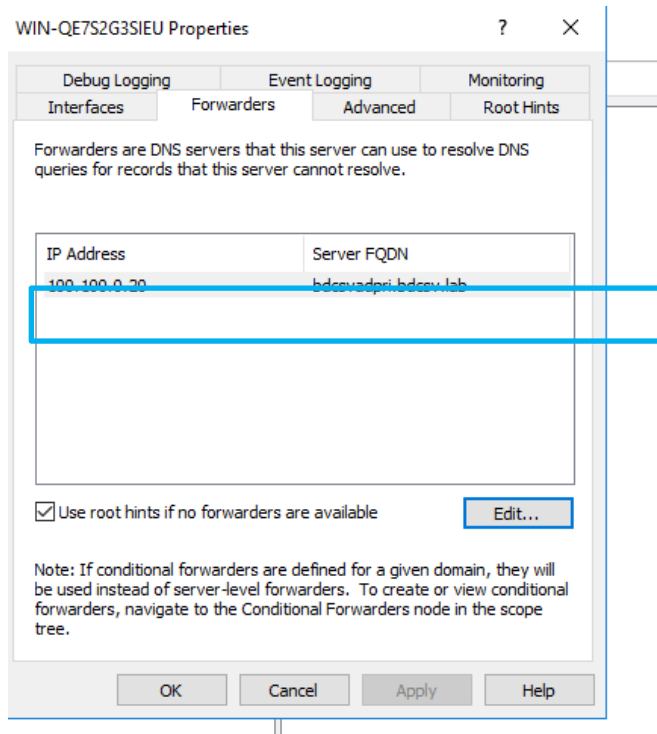 WIN-QE7S2G3SIEU Properties ?
Debug Logging Event Logging Monitoring
Interfaces Forwarders Advanced Root Hints
Forwarders are DNS servers that this server can use to resolve DNS
queries for records that this server cannot resolve.
IP Address Server FQDN
Use root hints if no forwarders are available Edit...
Note: If conditional forwarders are defined for a given domain, they will
be used instead of server-level forwarders. To create or view conditional
forwarders, navigate to the Conditional Forwarders node in the scope
tree.
OK Cancel Apply Help